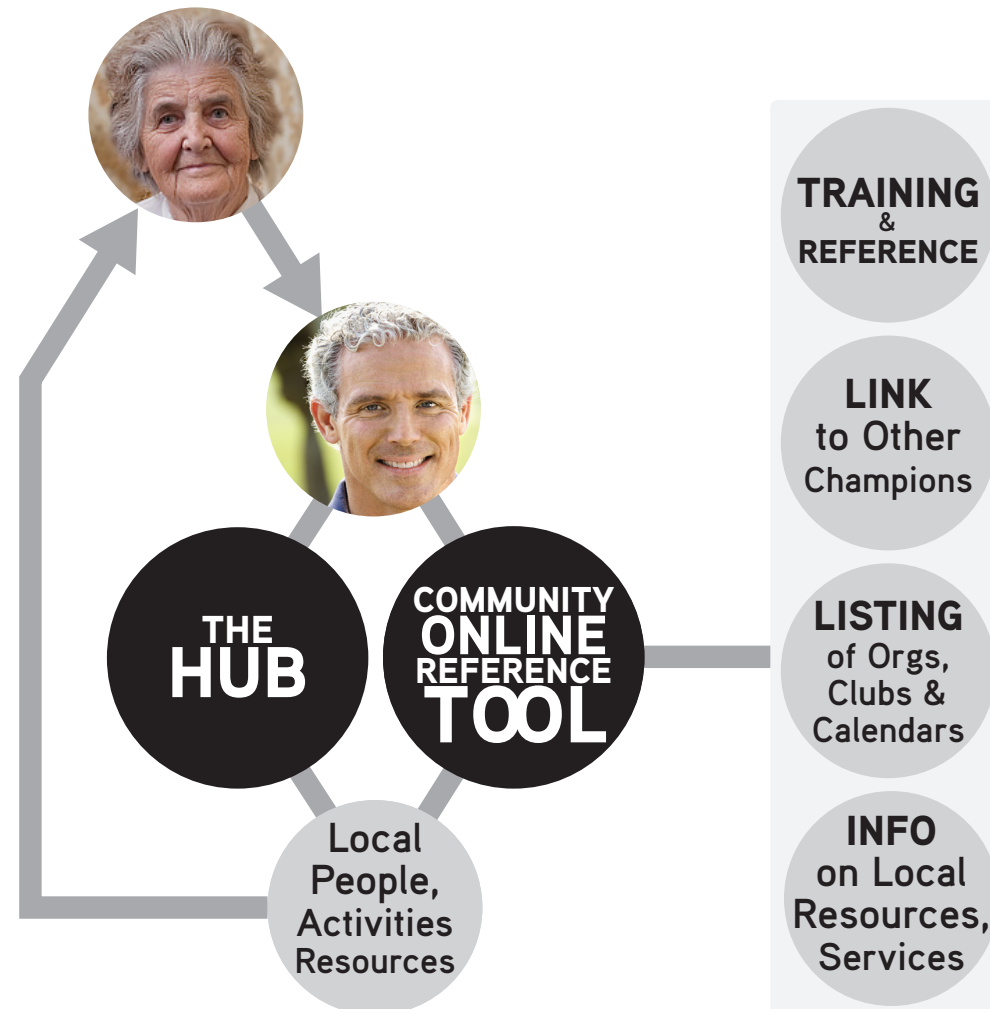 THE
HUB
COMMUNITY
ONLINE
REFERENCE
TOOL
Local
People,
Activities
Resources
TRAINING
&
REFERENCE
LINK
to Other
Champions
LISTING
of Orgs,
Clubs &
Calendars
INFO
on Local
Resources,
Services